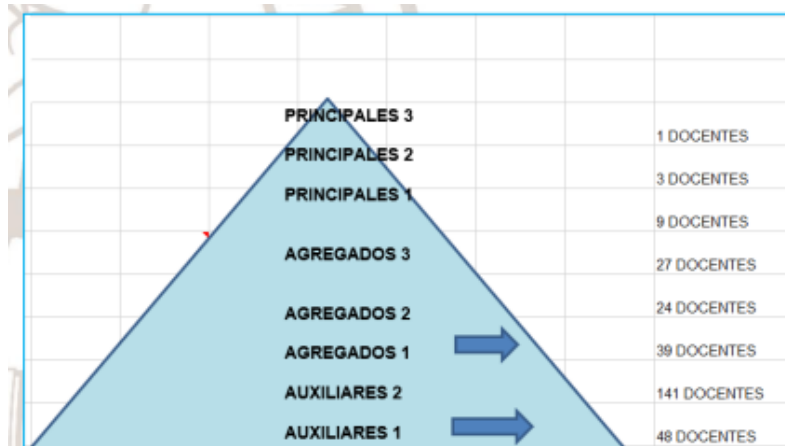 PRINCIPALES 3
1 DOCENTES
PRINCIPALES 2
3 DOCENTES
PRINCIPALES 1
9 DOCENTES
AGREGADOS 3
27 DOCENTES
AGREGADOS 2
24 DOCENTES
AGREGADOS 1
39 DOCENTES
AUXILIARES 2
141 DOCENTES
AUXILIARES 1
48 DOCENTES